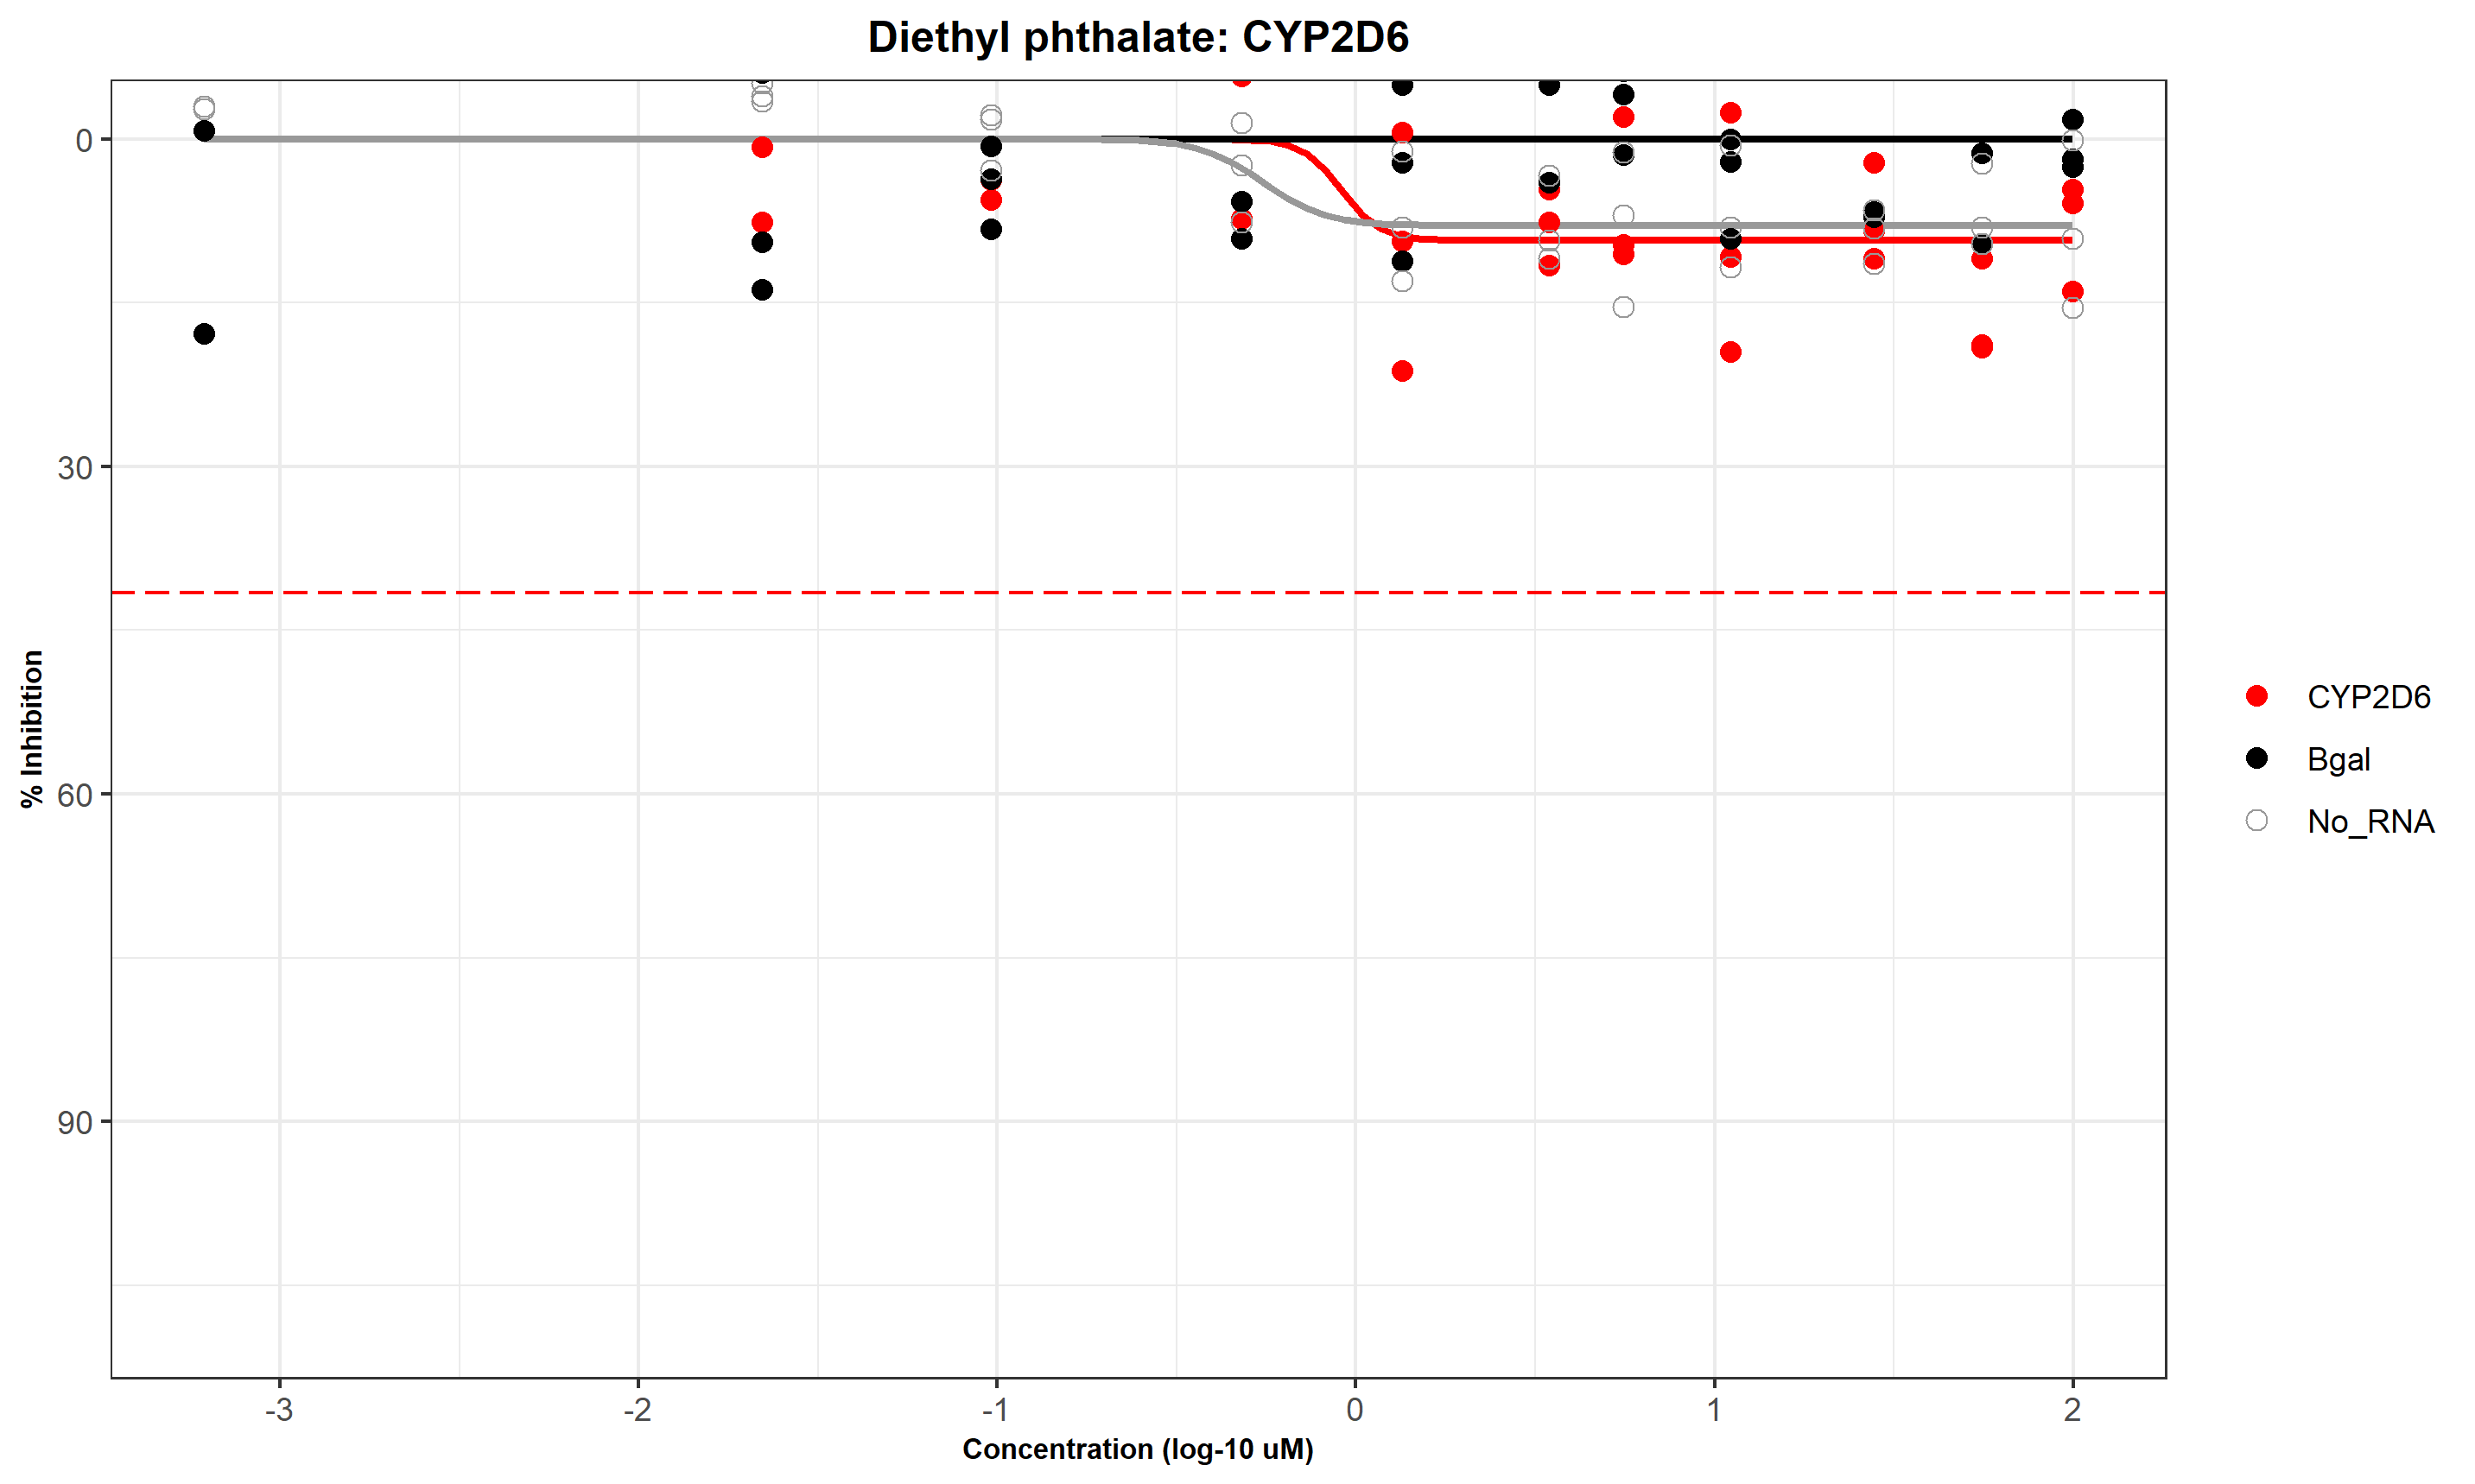 Diethyl phthalate: CYP2D6
0
30
60
90
% Inhibition
-3
-2
-1
0
1
2
Concentration (log-10 uM)
CYP2D6
Bgal
No_RNA